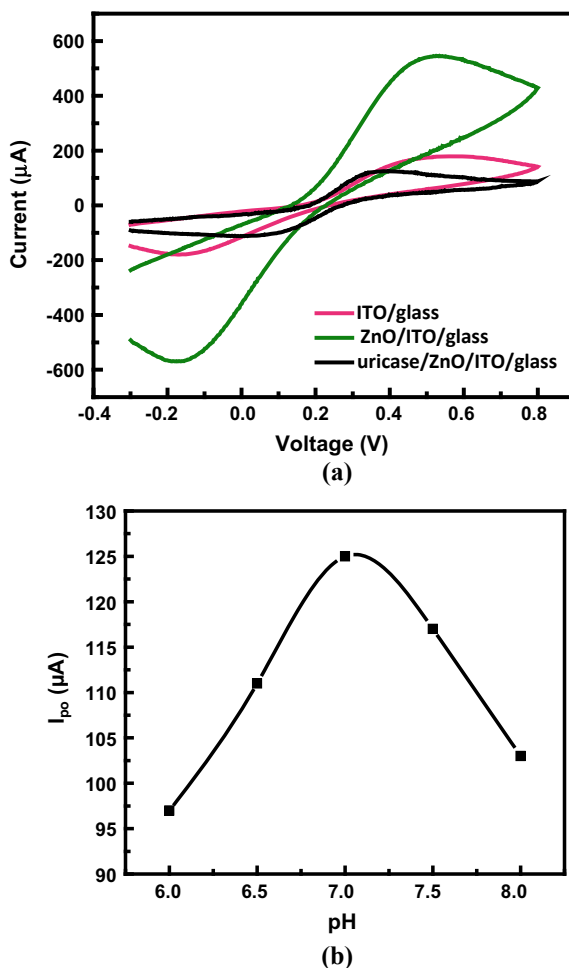 600
400
200
0
-200
-400
-600
Current (µA)
ITO/glass
ZnO/ITO/glass
uricase/ZnO/ITO/glass
-0.4 -0.2 0.0 0.2 0.4 0.6 0.8
Voltage (V)
(a)
130
125
120
115
110
105
100
95
90
Ipo (µA)
6.0 6.5 7.0 7.5 8.0
pH
(b)